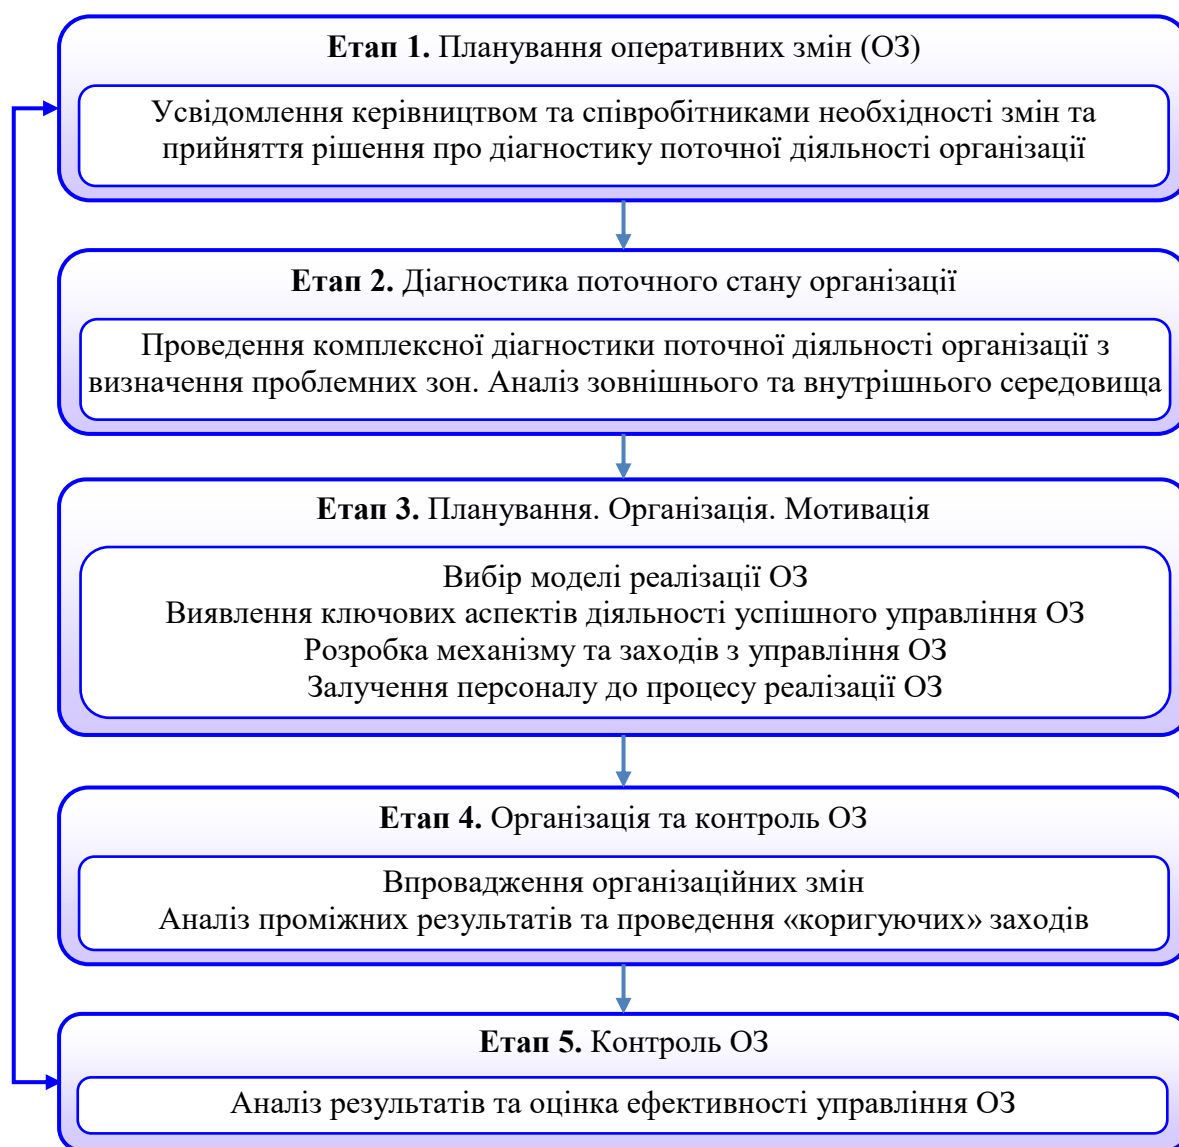 Етап 1. Планування оперативних змін (ОЗ)
Усвідомлення керівництвом та співробітниками необхідності змін та
прийняття рішення про діагностику поточної діяльності організації
Етап 2. Діагностика поточного стану організації
Проведення комплексної діагностики поточної діяльності організації з
визначення проблемних зон. Аналіз зовнішнього та внутрішнього середовища
Етап 3. Планування. Організація. Мотивація
Вибір моделі реалізації ОЗ
Виявлення ключових аспектів діяльності успішного управління ОЗ
Розробка механізму та заходів з управління ОЗ
Залучення персоналу до процесу реалізації ОЗ
Етап 4. Організація та контроль ОЗ
Впровадження організаційних змін
Аналіз проміжних результатів та проведення «коригуючих» заходів
Етап 5. Контроль ОЗ
Аналіз результатів та оцінка ефективності управління ОЗ